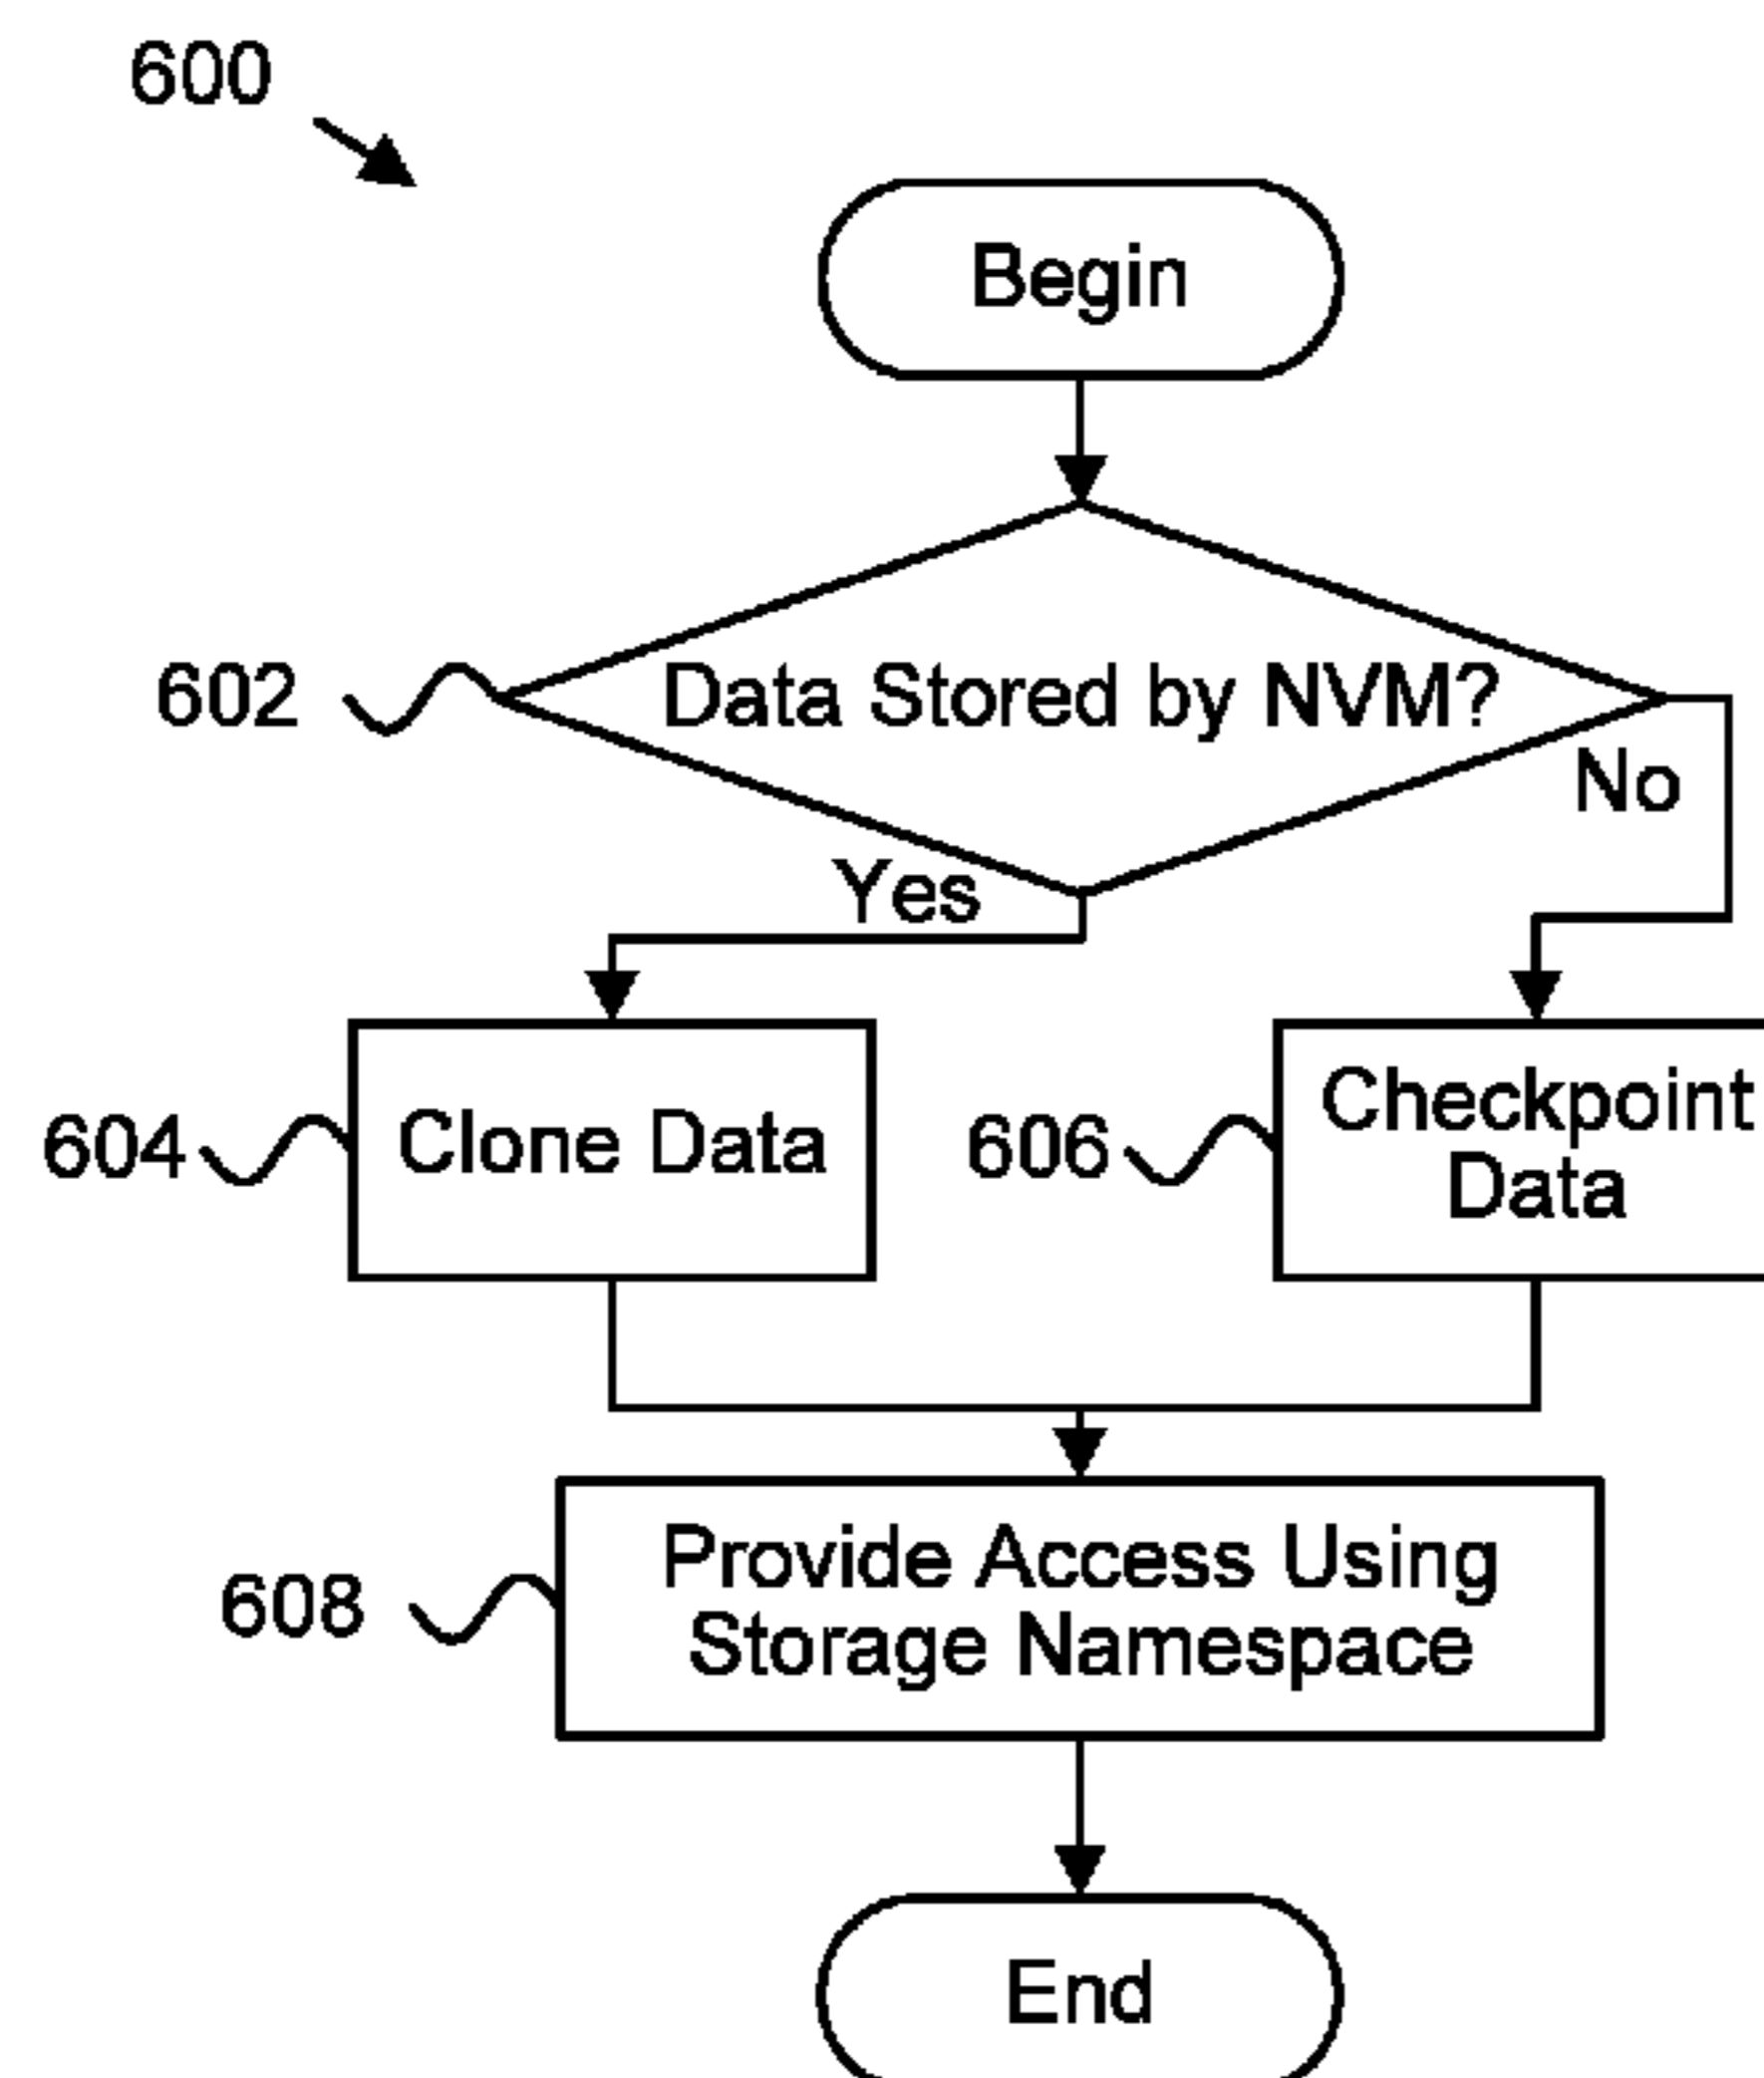 600
Begin
602
Data Stored by NVM?
No
Yes
604
Clone Data
606
Checkpoint
Data
608
Provide Access Using
Storage Namespace
End